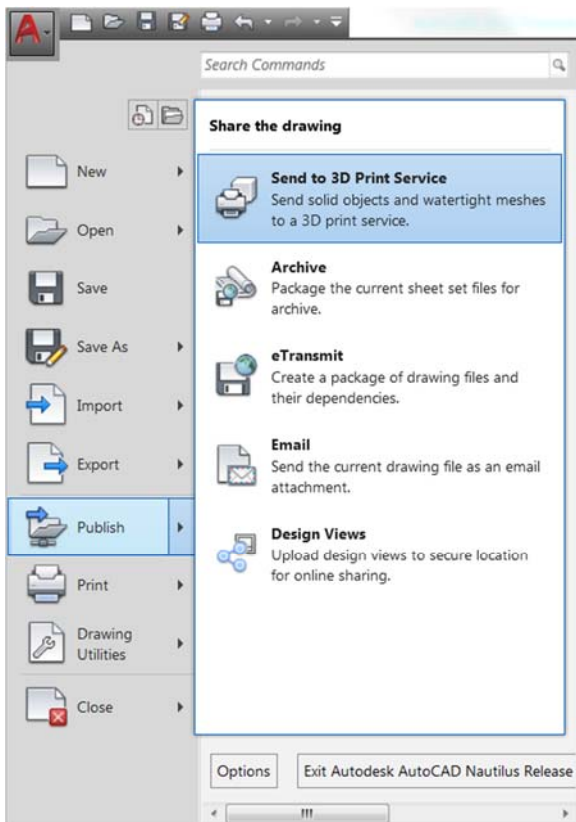 Search Commands
Share the drawing
New
Open
Save
Save As
Import
Export
Publish
Print
Drawing
Utilities
Close
Send to 3D Print Service
Send solid objects and watertight meshes
to a 3D print service.
Archive
Package the current sheet set files for
archive.
eTransmit
Create a package of drawing files and
their dependencies.
Email
Send the current drawing file as an email
attachment.
Design Views
Upload design views to secure location
for online sharing.
Options
Exit Autodesk AutoCAD Nautilus Release